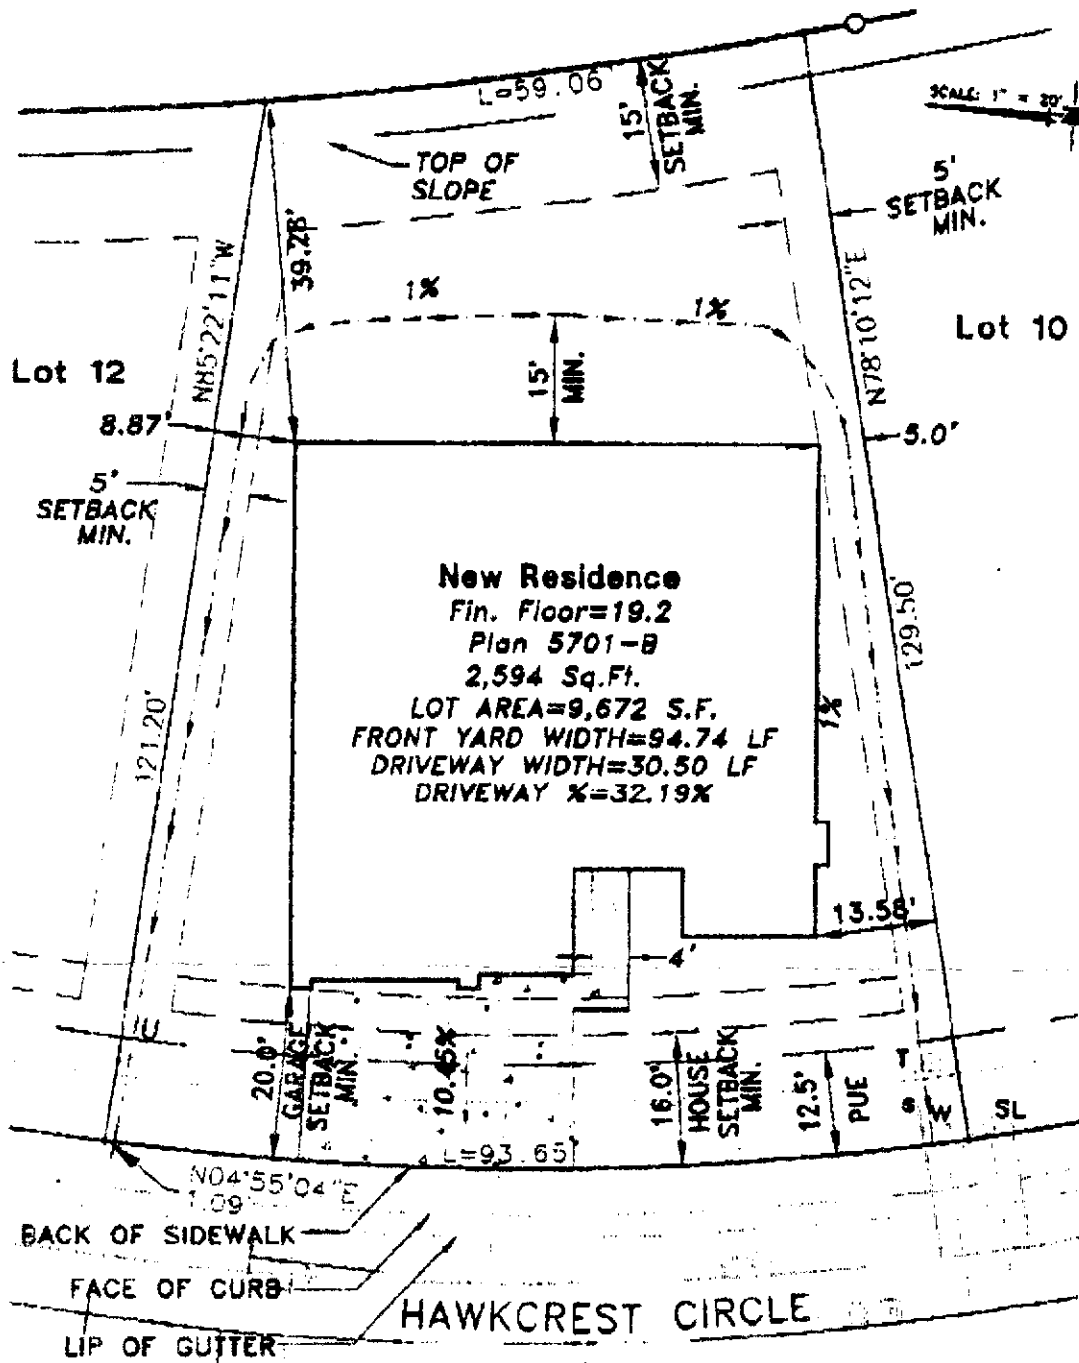 L=59.06
SCALE: 1" = 20'
15'
SETBACK
MIN.
TOP OF
SLOPE
5'
SETBACK
MIN.
39.28'
N85°22'11"W
1%
1%
N78°10'12"E
Lot 12
Lot 10
15'
MIN.
8.87'
5.0'
5'
SETBACK
MIN.
New Residence
Fin. Floor=19.2
Plan 5701-B
2,594 Sq.Ft.
LOT AREA=9,672 S.F.
FRONT YARD WIDTH=94.74 LF
DRIVEWAY WIDTH=30.50 LF
DRIVEWAY %=32.19%
121.20'
129.50'
1%
13.58'
4'
U
20.0'
GARAGE
SETBACK
MIN.
10.45%
16.0'
HOUSE
SETBACK
MIN.
12.5'
PUE
T
S
W
SL
L=93.65
N04°55'04"E
1.09
BACK OF SIDEWALK
FACE OF CURB
LIP OF GUTTER
HAWKCREST CIRCLE